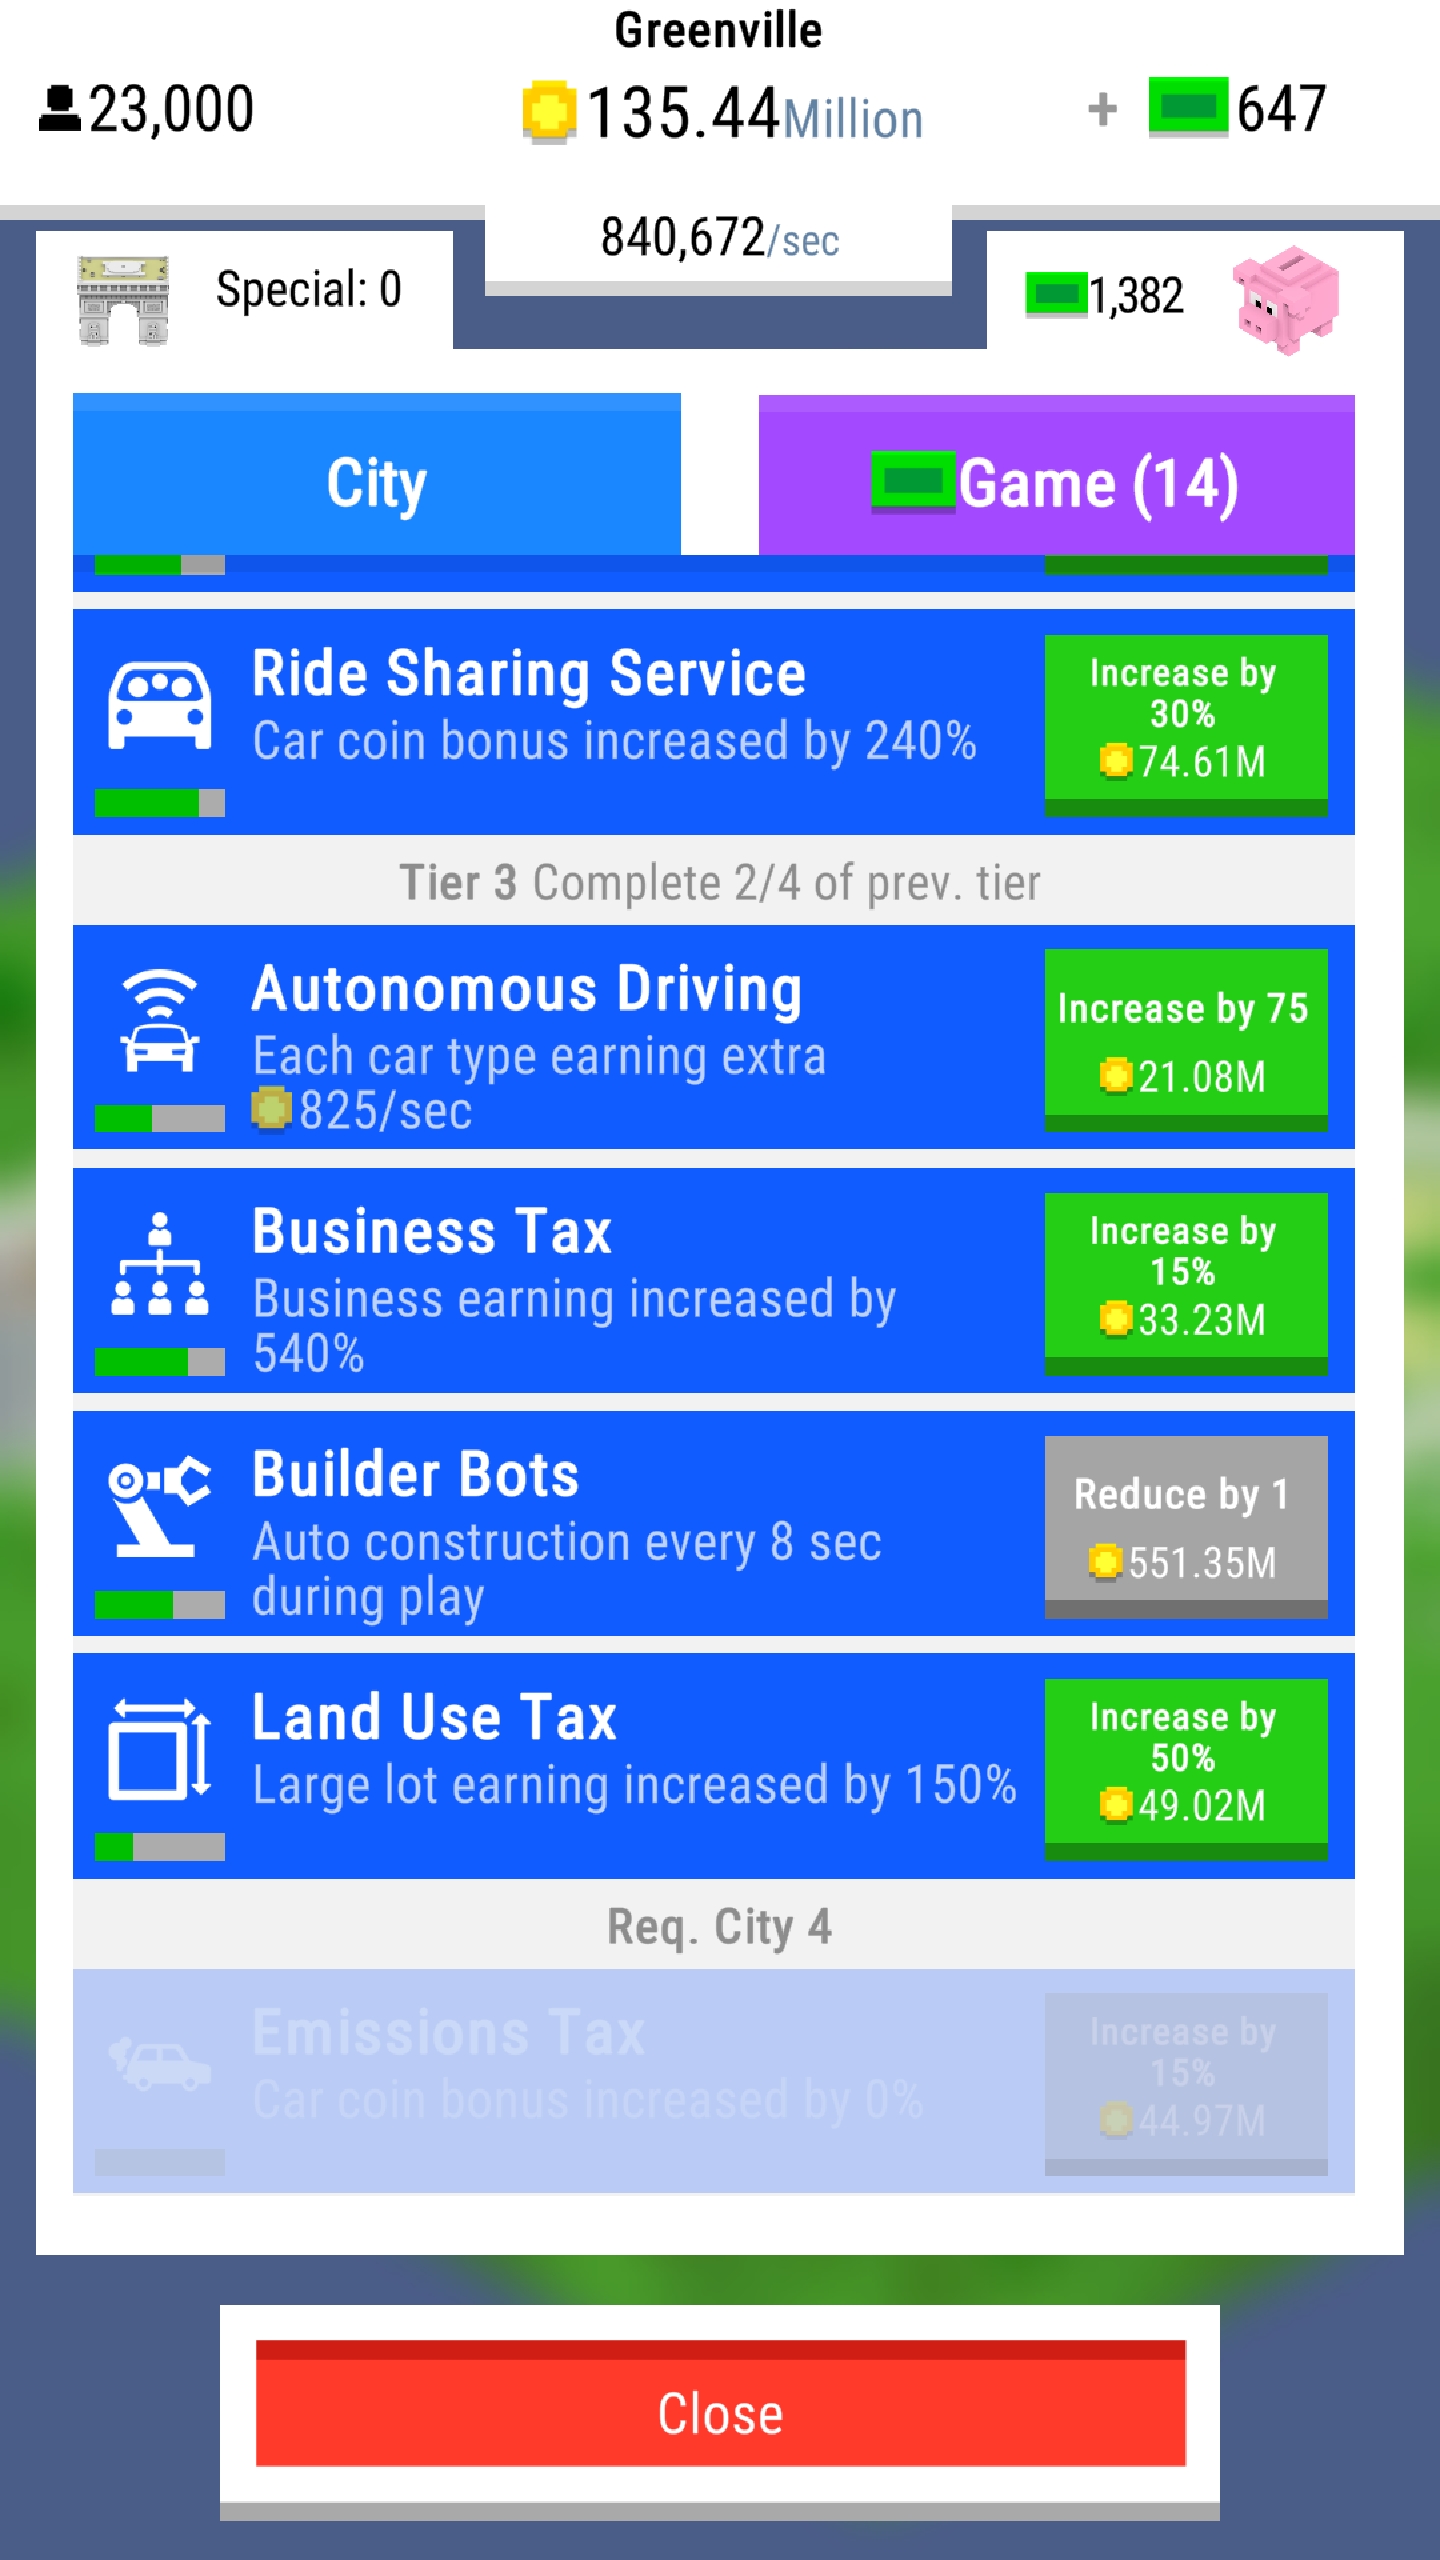 Greenville
23,000
135.44Million
+ 647
840,672/sec
Special: 0
1,382
City
Game (14)
Ride Sharing Service
Car coin bonus increased by 240%
Increase by
30%
74.61M
Tier 3 Complete 2/4 of prev. tier
Autonomous Driving
Each car type earning extra
825/sec
Increase by 75
21.08M
Business Tax
Business earning increased by
540%
Increase by
15%
33.23M
Builder Bots
Auto construction every 8 sec
during play
Reduce by 1
551.35M
Land Use Tax
Large lot earning increased by 150%
Increase by
50%
49.02M
Req. City 4
Emissions Tax
Car coin bonus increased by 0%
Increase by
15%
44.97M
Close